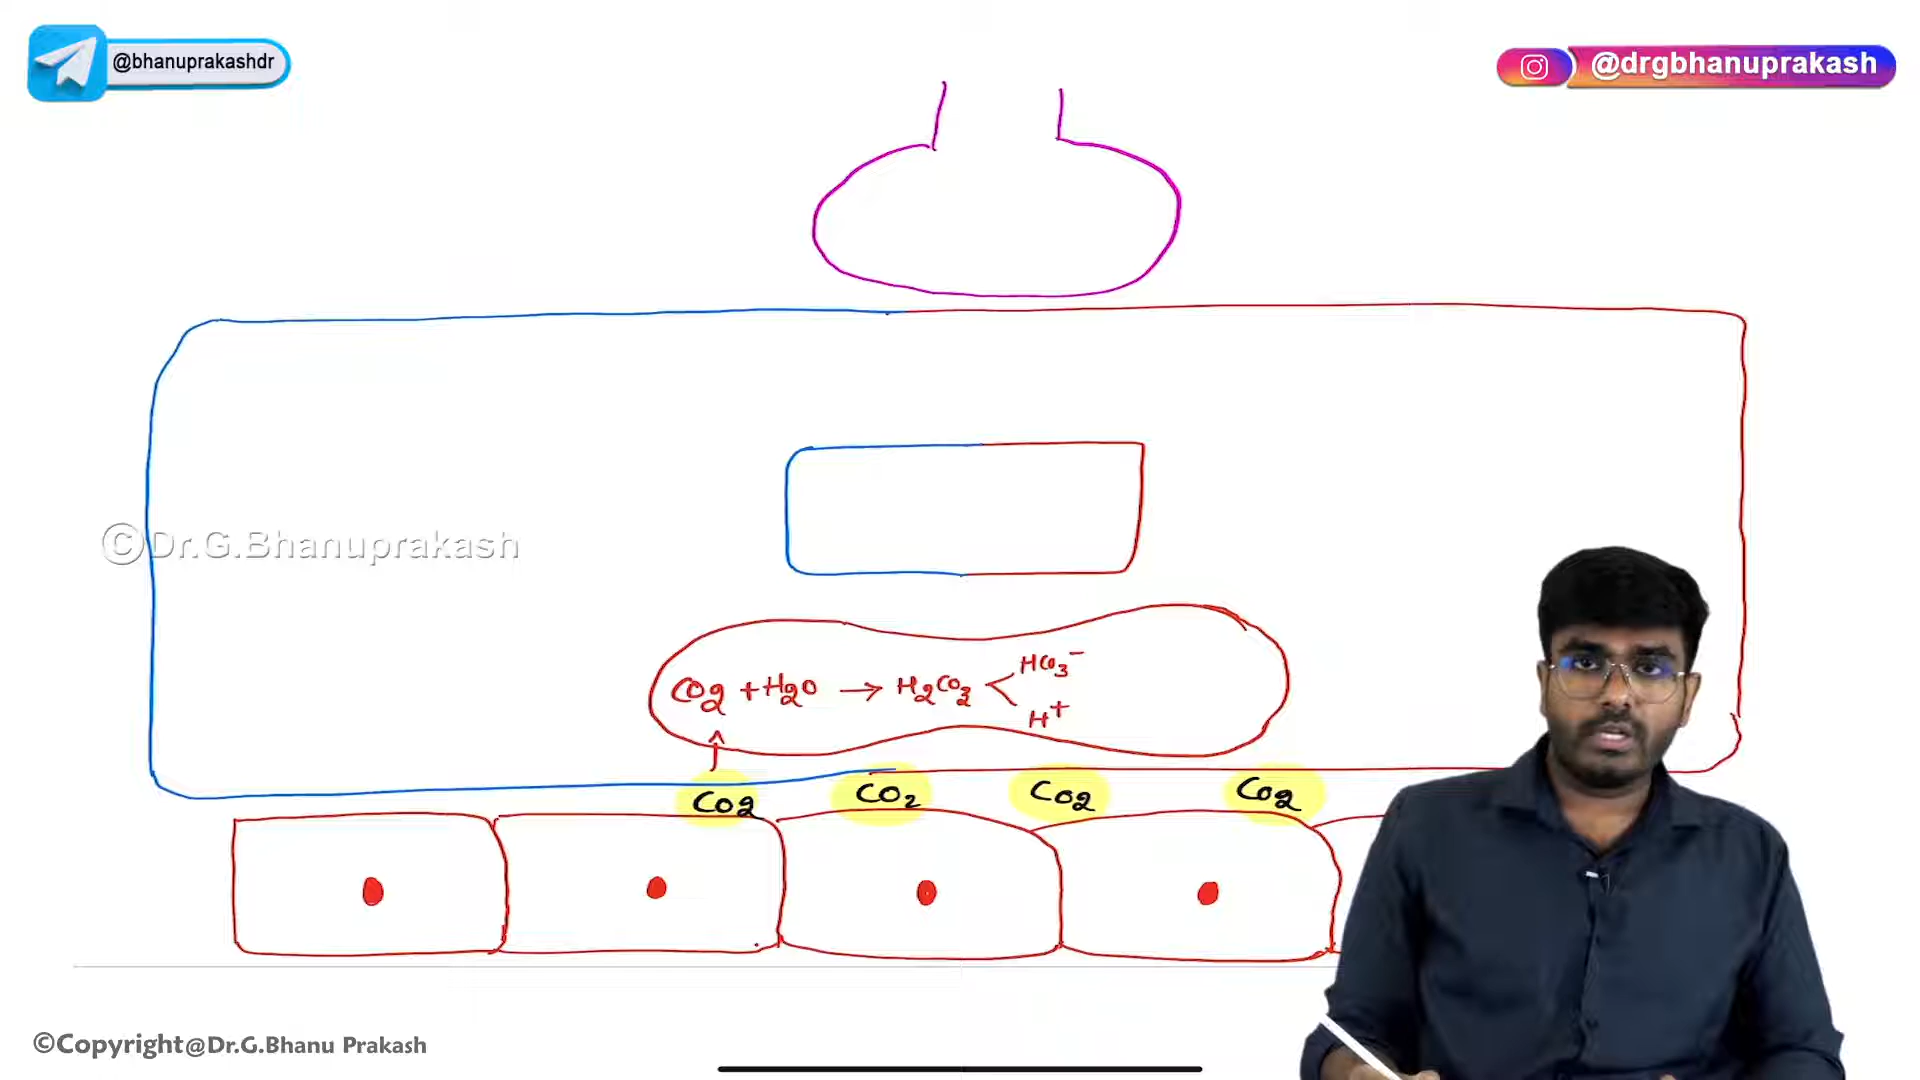 @bhanuprakashdr
@drgbhanuprakash
©Dr.G.Bhanuprakash
CO2 + H2O → H2CO3 < HCO3⁻
H⁺
CO2 CO2 CO2 CO2
©Copyright@Dr.G.Bhanu Prakash